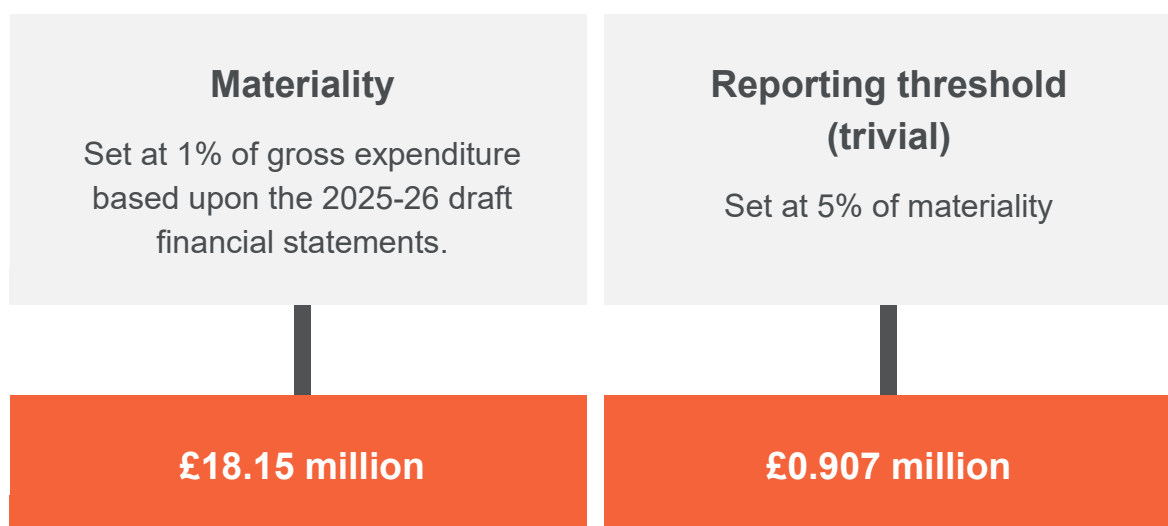 Materiality
Set at 1% of gross expenditure
based upon the 2025-26 draft
financial statements.
£18.15 million
Reporting threshold
(trivial)
Set at 5% of materiality
£0.907 million